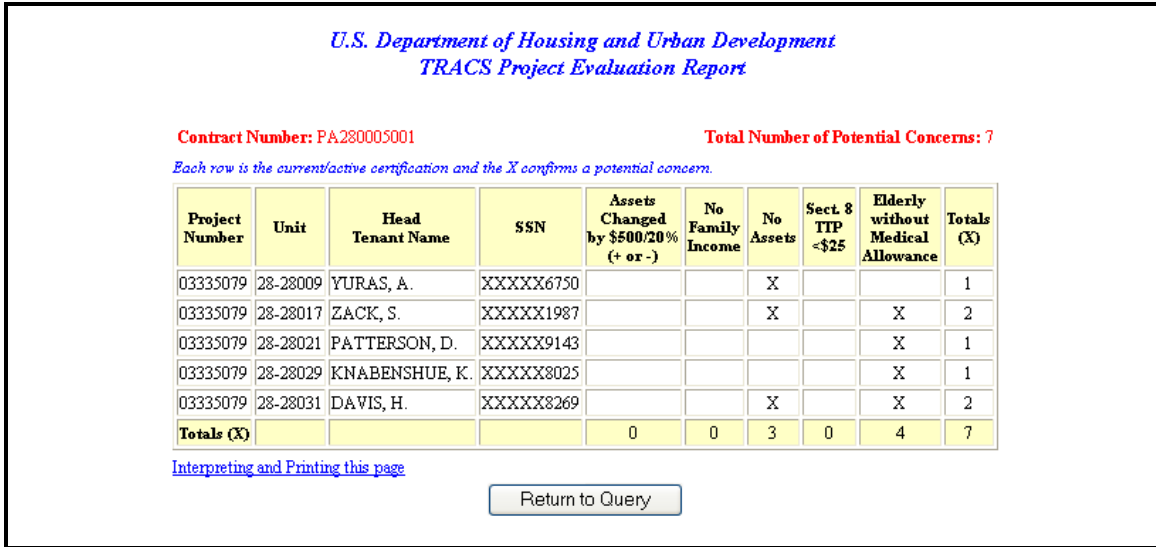 U.S. Department of Housing and Urban Development
TRACS Project Evaluation Report
Contract Number: PA280005001 Total Number of Potential Concerns: 7
Each row is the current/active certification and the X confirms a potential concern.
Project Number Unit Head Tenant Name SSN Assets Changed by $500/20% (+ or -) No Family Income No Assets Sect. 8 TTP <$25 Elderly without Medical Allowance Totals (X)
03335079 28-28009 YURAS, A. XXXXX6750 X 1
03335079 28-28017 ZACK, S. XXXXX1987 X X 2
03335079 28-28021 PATTERSON, D. XXXXX9143 X 1
03335079 28-28029 KNABENSHUE, K. XXXXX8025 X 1
03335079 28-28031 DAVIS, H. XXXXX8269 X X 2
Totals (X) 0 0 3 0 4 7
Interpreting and Printing this page
Return to Query